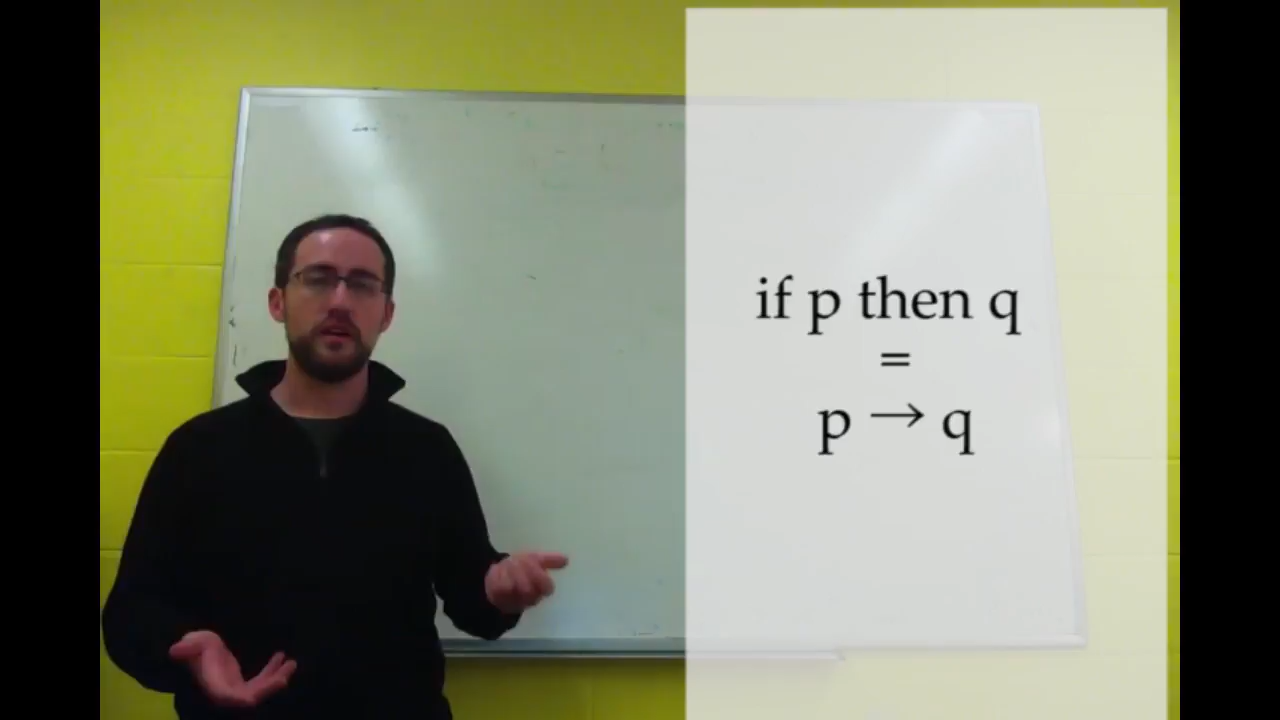 if p then q
=
p → q